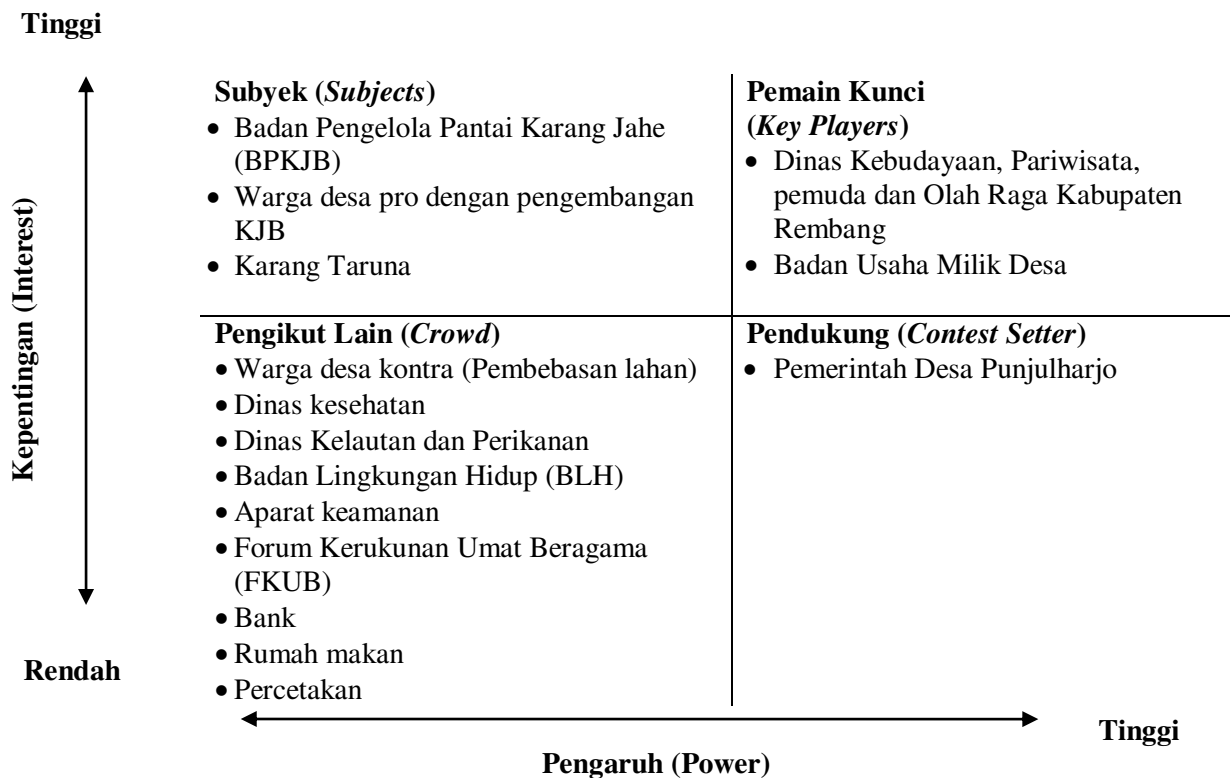 Tinggi
Kepentingan (Interest)
Rendah
Subyek (Subjects)
• Badan Pengelola Pantai Karang Jahe
(BPKJB)
• Warga desa pro dengan pengembangan
KJB
• Karang Taruna
Pemain Kunci
(Key Players)
• Dinas Kebudayaan, Pariwisata,
pemuda dan Olah Raga Kabupaten
Rembang
• Badan Usaha Milik Desa
Pengikut Lain (Crowd)
• Warga desa kontra (Pembebasan lahan)
• Dinas kesehatan
• Dinas Kelautan dan Perikanan
• Badan Lingkungan Hidup (BLH)
• Aparat keamanan
• Forum Kerukunan Umat Beragama
(FKUB)
• Bank
• Rumah makan
• Percetakan
Pendukung (Contest Setter)
• Pemerintah Desa Punjulharjo
Tinggi
Pengaruh (Power)